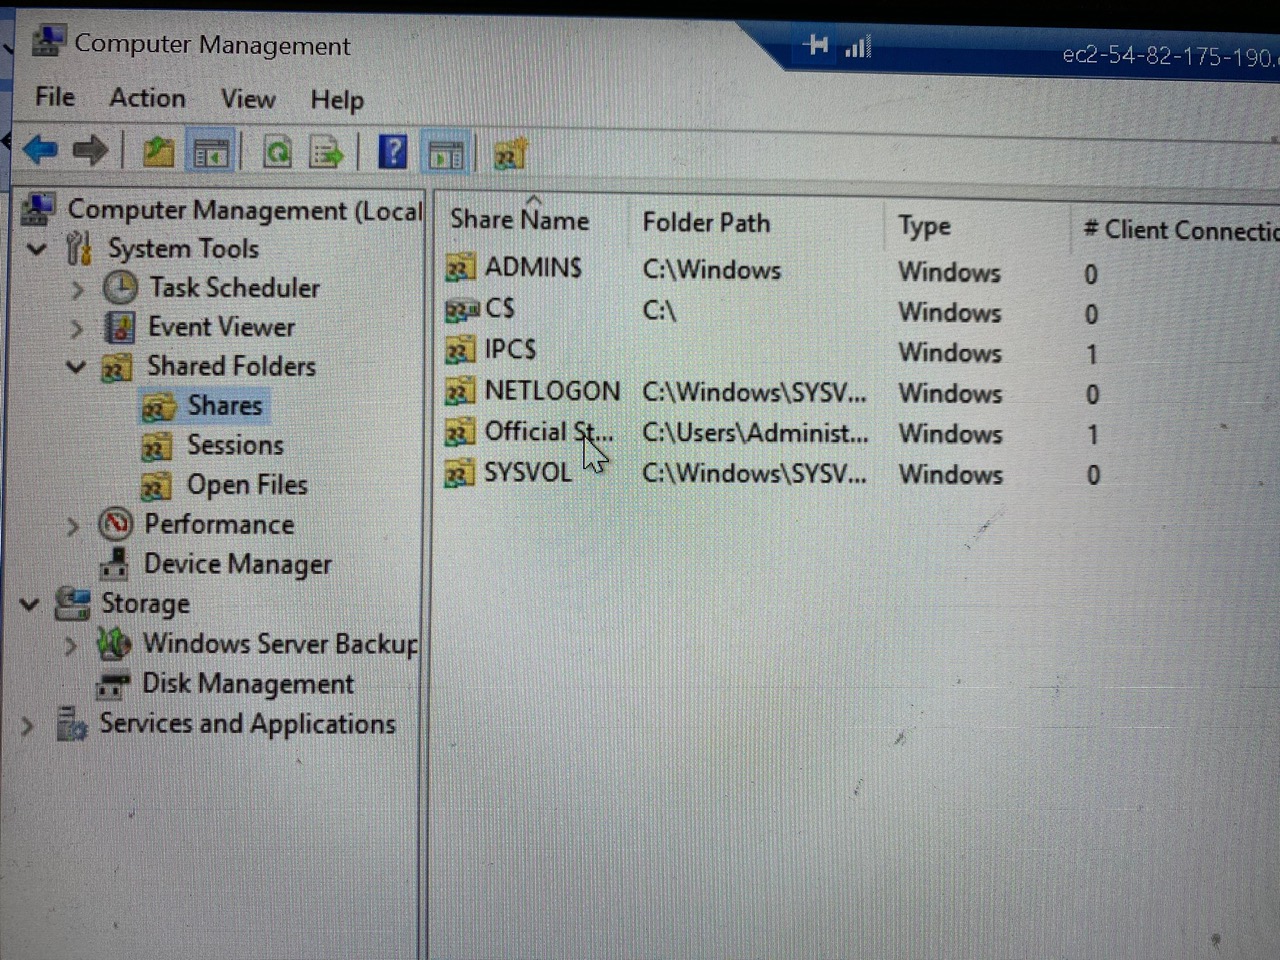 Computer Management
ec2-54-82-175-190.
File Action View Help
Computer Management (Local
System Tools
Task Scheduler
Event Viewer
Shared Folders
Shares
Sessions
Open Files
Performance
Device Manager
Storage
Windows Server Backup
Disk Management
Services and Applications
Share Name Folder Path Type # Client Connectio
ADMIN$ C:\Windows Windows 0
C$ C:\ Windows 0
IPC$ Windows 1
NETLOGON C:\Windows\SYSV... Windows 0
Official St... C:\Users\Administ... Windows 1
SYSVOL C:\Windows\SYSV... Windows 0